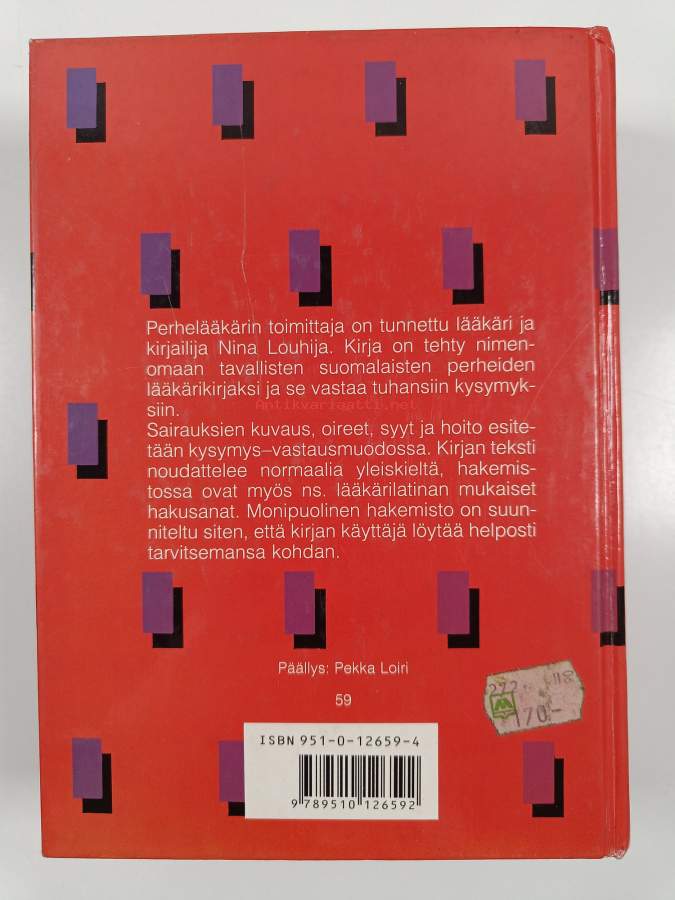 Perhelääkärin toimittaja on tunnettu lääkäri ja
kirjailija Nina Louhija. Kirja on tehty nimen-
omaan tavallisten suomalaisten perheiden
lääkärikirjaksi ja se vastaa tuhansiin kysymyk-
siin.
Antikvariaatti.net
Sairauksien kuvaus, oireet, syyt ja hoito esite-
tään kysymys–vastausmuodossa. Kirjan teksti
noudattelee normaalia yleiskieltä, hakemis-
tossa ovat myös ns. lääkärilatinan mukaiset
hakusanat. Monipuolinen hakemisto on suun-
niteltu siten, että kirjan käyttäjä löytää helposti
tarvitsemansa kohdan.
Päällys: Pekka Loiri
59
292 118
170-
ISBN 951-0-12659-4
9 789510 126592